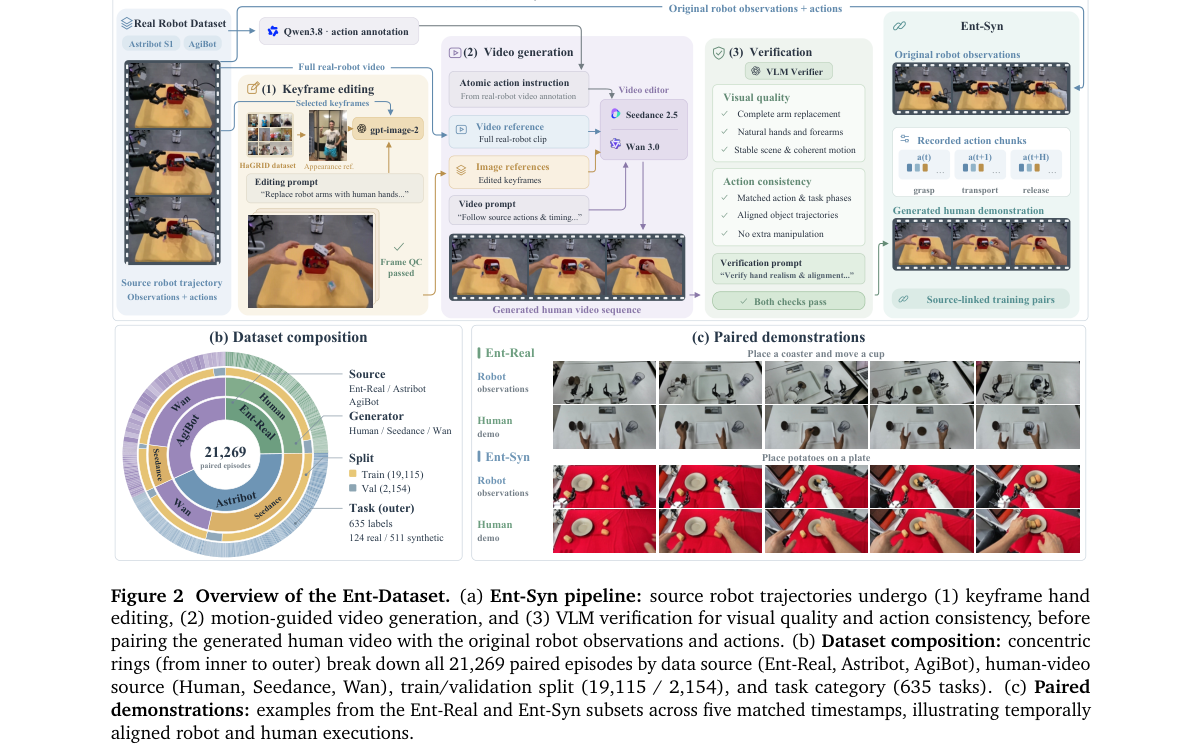 Original robot observations + actions
Real Robot Dataset
Astribot S1
AgiBot
Source robot trajectory
Observations + actions
Qwen3.8 · action annotation
Full real-robot video
(1) Keyframe editing
Selected keyframes
gpt-image-2
HaGRID dataset
Appearance ref.
Editing prompt
“Replace robot arms with human hands...”
Frame QC
passed
(2) Video generation
Atomic action instruction
From real-robot video annotation
Video editor
Video reference
Full real-robot clip
Seedance 2.5
Wan 3.0
Image references
Edited keyframes
Video prompt
“Follow source actions & timing...”
Generated human video sequence
(3) Verification
VLM Verifier
Visual quality
✓ Complete arm replacement
✓ Natural hands and forearms
✓ Stable scene & coherent motion
Action consistency
✓ Matched action & task phases
✓ Aligned object trajectories
✓ No extra manipulation
Verification prompt
“Verify hand realism & alignment...”
✓ Both checks pass
Ent-Syn
Original robot observations
Recorded action chunks
a(t) a(t+1) a(t+H)
... ... ...
grasp transport release
Generated human demonstration
Source-linked training pairs
(b) Dataset composition
Wan
Human
AgiBot
Ent-Real
Seedance
21,269
paired episodes
Astribot
Wan
Seedance
Source
Ent-Real / Astribot
AgiBot
Generator
Human / Seedance / Wan
Split
Train (19,115)
Val (2,154)
Task (outer)
635 labels
124 real / 511 synthetic
(c) Paired demonstrations
Ent-Real
Place a coaster and move a cup
Robot
observations
Human
demo
Ent-Syn
Place potatoes on a plate
Robot
observations
Human
demo
Figure 2 Overview of the Ent-Dataset. (a) Ent-Syn pipeline: source robot trajectories undergo (1) keyframe hand
editing, (2) motion-guided video generation, and (3) VLM verification for visual quality and action consistency, before
pairing the generated human video with the original robot observations and actions. (b) Dataset composition: concentric
rings (from inner to outer) break down all 21,269 paired episodes by data source (Ent-Real, Astribot, AgiBot), human-video
source (Human, Seedance, Wan), train/validation split (19,115 / 2,154), and task category (635 tasks). (c) Paired
demonstrations: examples from the Ent-Real and Ent-Syn subsets across five matched timestamps, illustrating temporally
aligned robot and human executions.